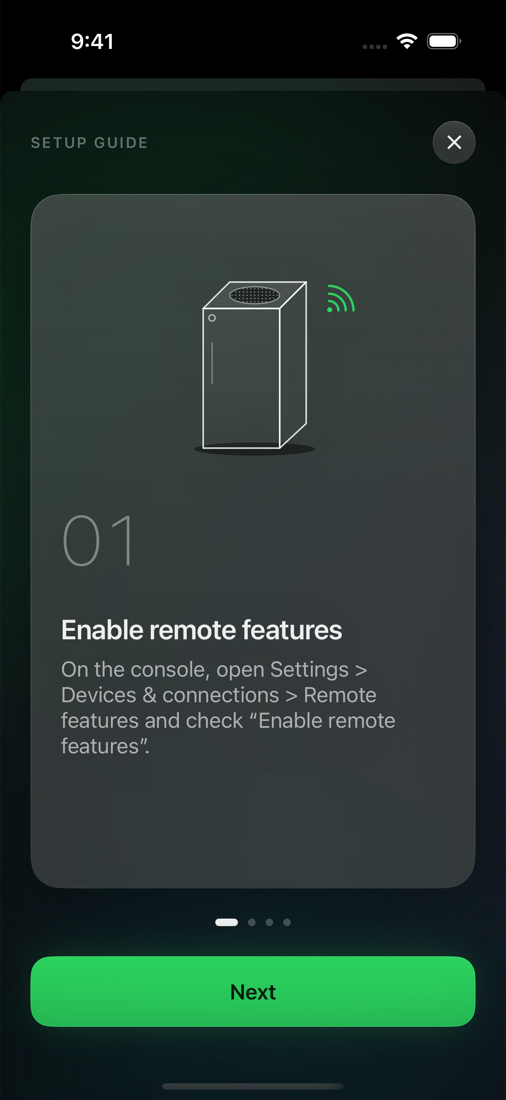 9:41
SETUP GUIDE
01
Enable remote features
On the console, open Settings >
Devices & connections > Remote
features and check “Enable remote
features”.
Next